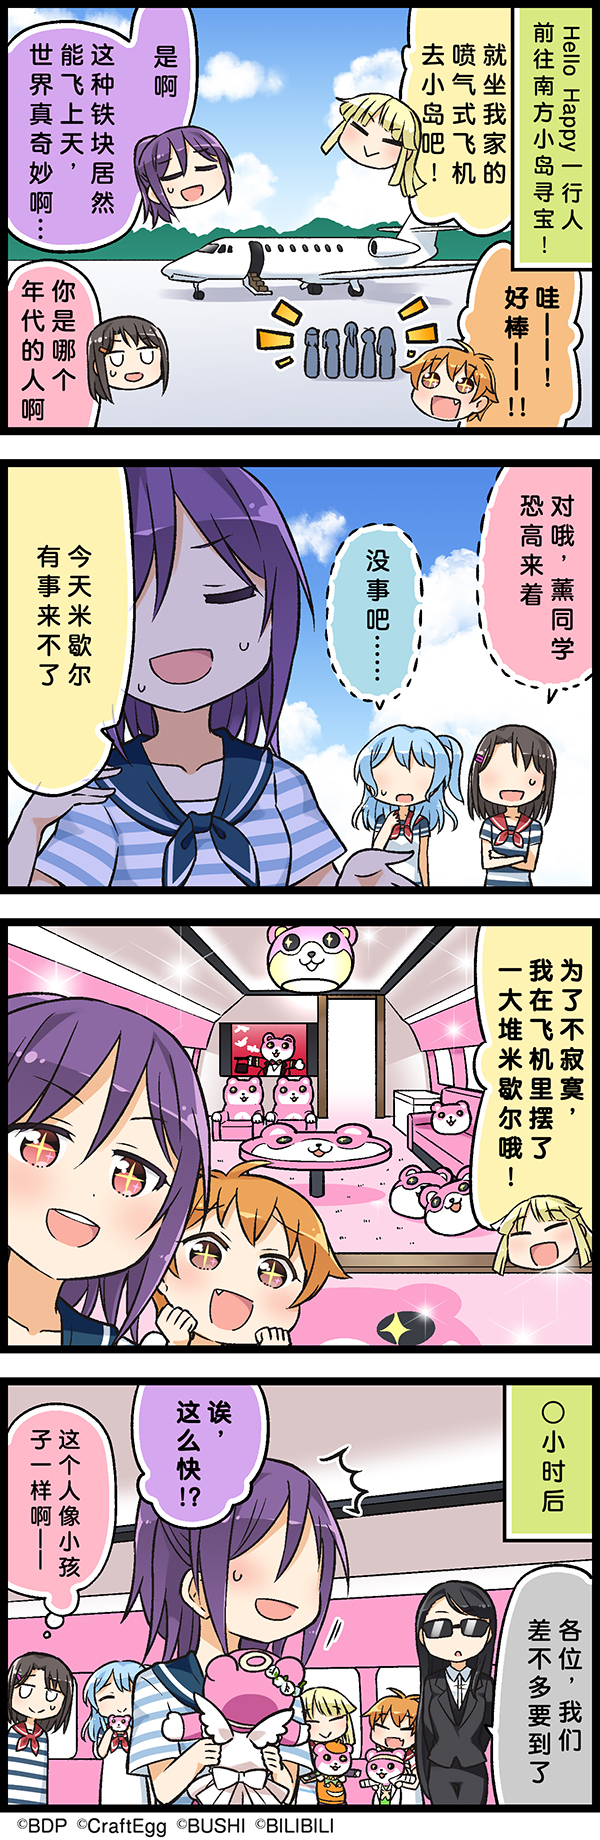 Hello Happy一行人
前往南方小岛寻宝！
就坐我家的
喷气式飞机
去小岛吧！
是啊
这种铁块居然
能飞上天，
世界真奇妙啊…
哇——！
好棒——!!
你是哪个
年代的人啊
对哦，薰同学
恐高来着
没事吧……
今天米歇尔
有事来不了
为了不寂寞，
我在飞机里摆了
一大堆米歇尔哦！
〇小时后
各位，我们
差不多要到了
诶，
这么快!?
这个人像小孩
子一样啊——
©BDP ©CraftEgg ©BUSHI ©BILIBILI